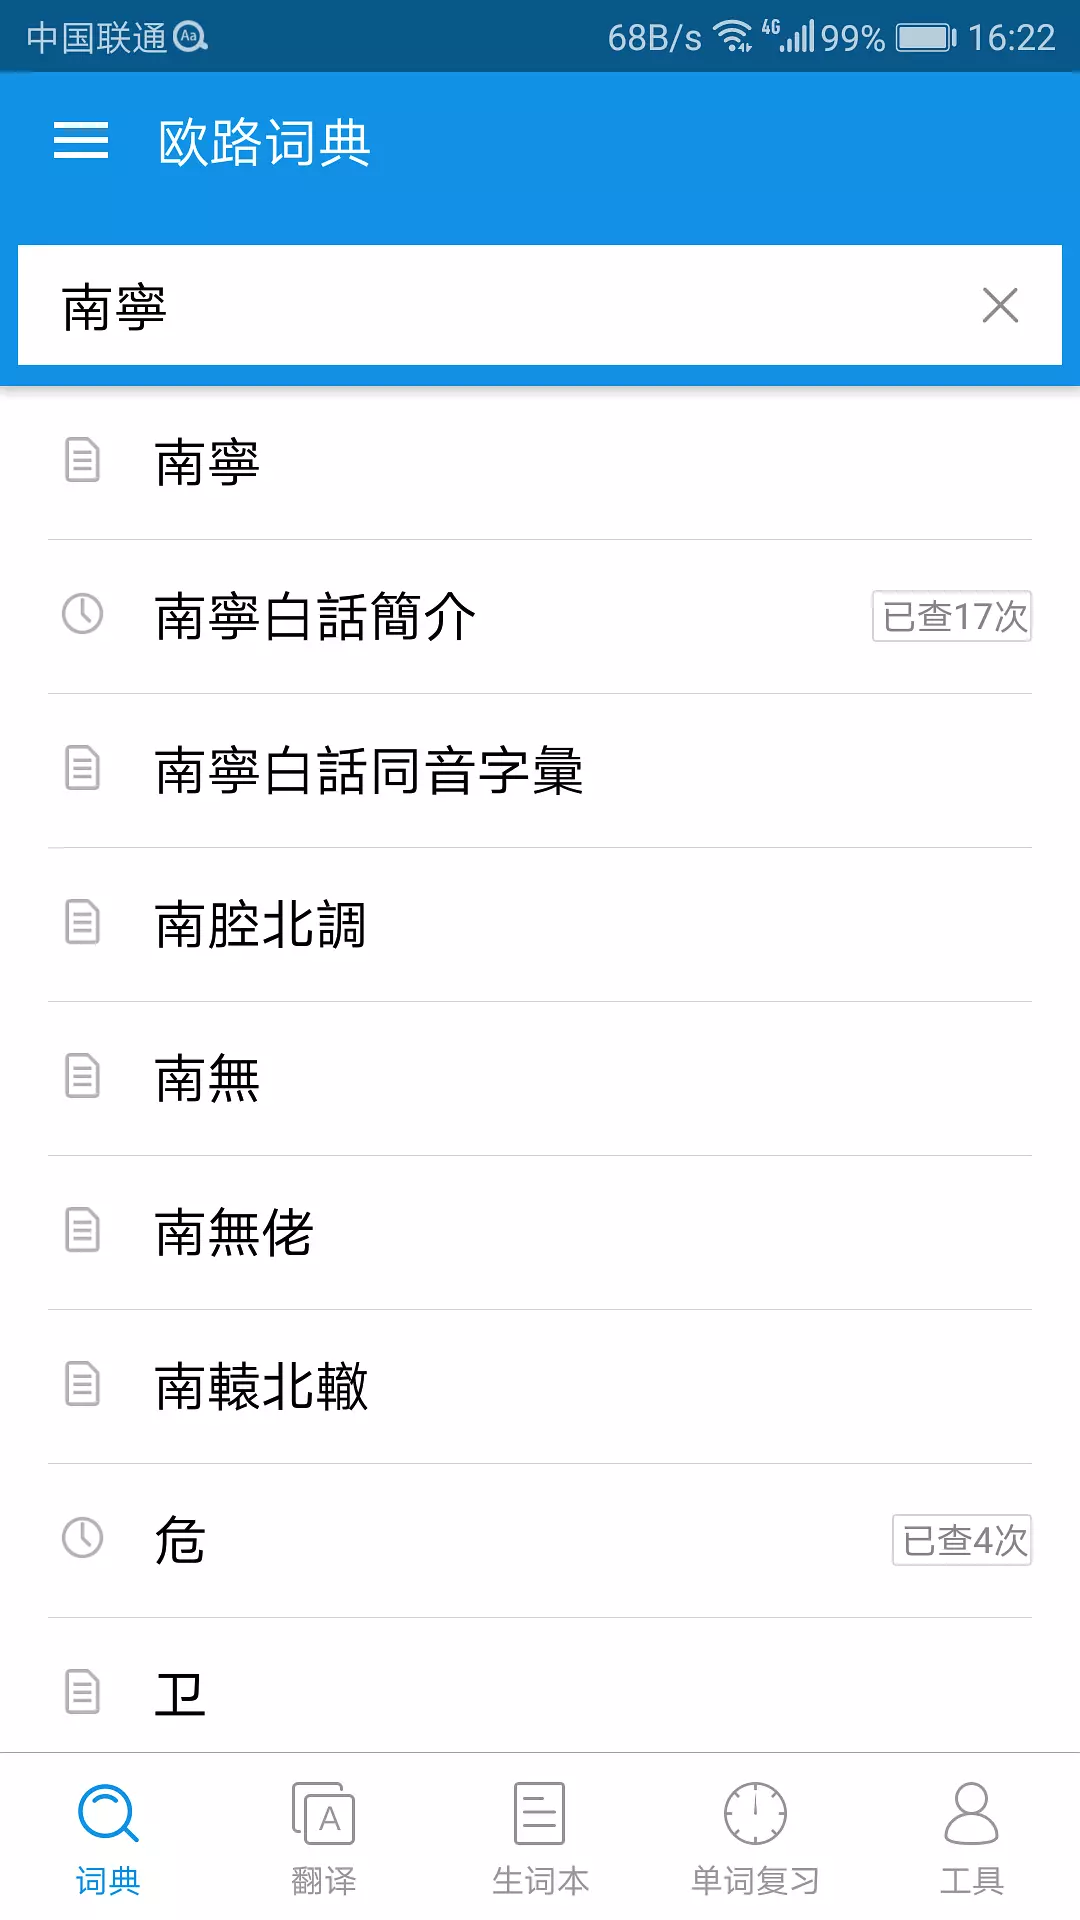 中国联通 Aa 68B/s 4G 99% 16:22
欧路词典
南寧
南寧
南寧白話簡介 已查17次
南寧白話同音字彙
南腔北調
南無
南無佬
南轅北轍
危 已查4次
卫
A
词典 翻译 生词本 单词复习 工具